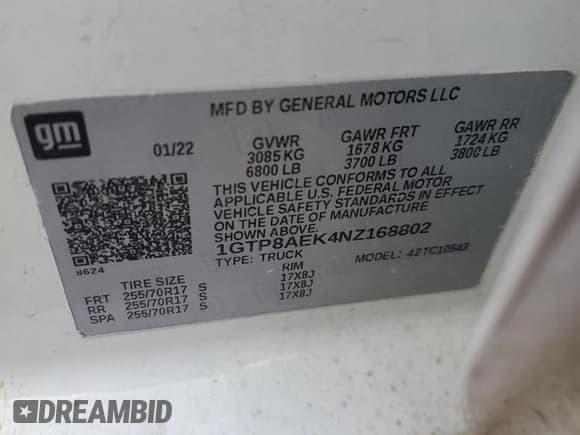 gm
MFD BY GENERAL MOTORS LLC
01/22 GVWR GAWR FRT GAWR RR
3085 KG 1678 KG 1724 KG
6800 LB 3700 LB 3800 LB
THIS VEHICLE CONFORMS TO ALL
APPLICABLE U.S. FEDERAL MOTOR
VEHICLE SAFETY STANDARDS IN EFFECT
ON THE DATE OF MANUFACTURE
SHOWN ABOVE.
1GTP8AEK4NZ168802
TYPE: TRUCK MODEL: 42TC10543
8624
TIRE SIZE RIM
FRT 255/70R17 S 17X8J
RR 255/70R17 S 17X8J
SPA 255/70R17 S 17X8J
DREAMBID